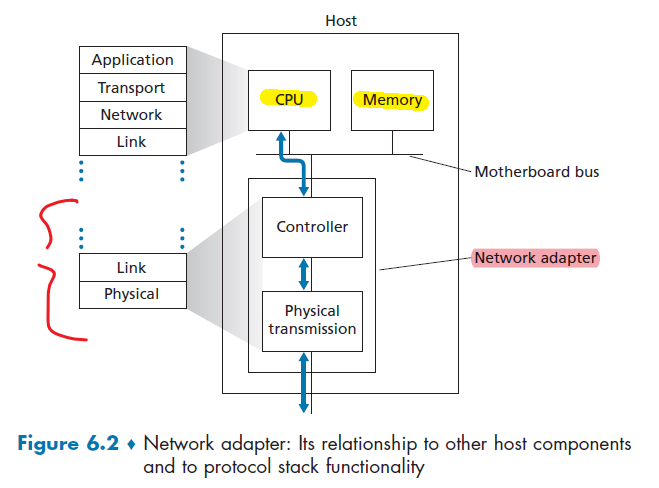 Host
Application
Transport
Network
Link
CPU
Memory
Motherboard bus
Controller
Network adapter
Link
Physical
Physical
transmission
Figure 6.2 ♦ Network adapter: Its relationship to other host components
and to protocol stack functionality